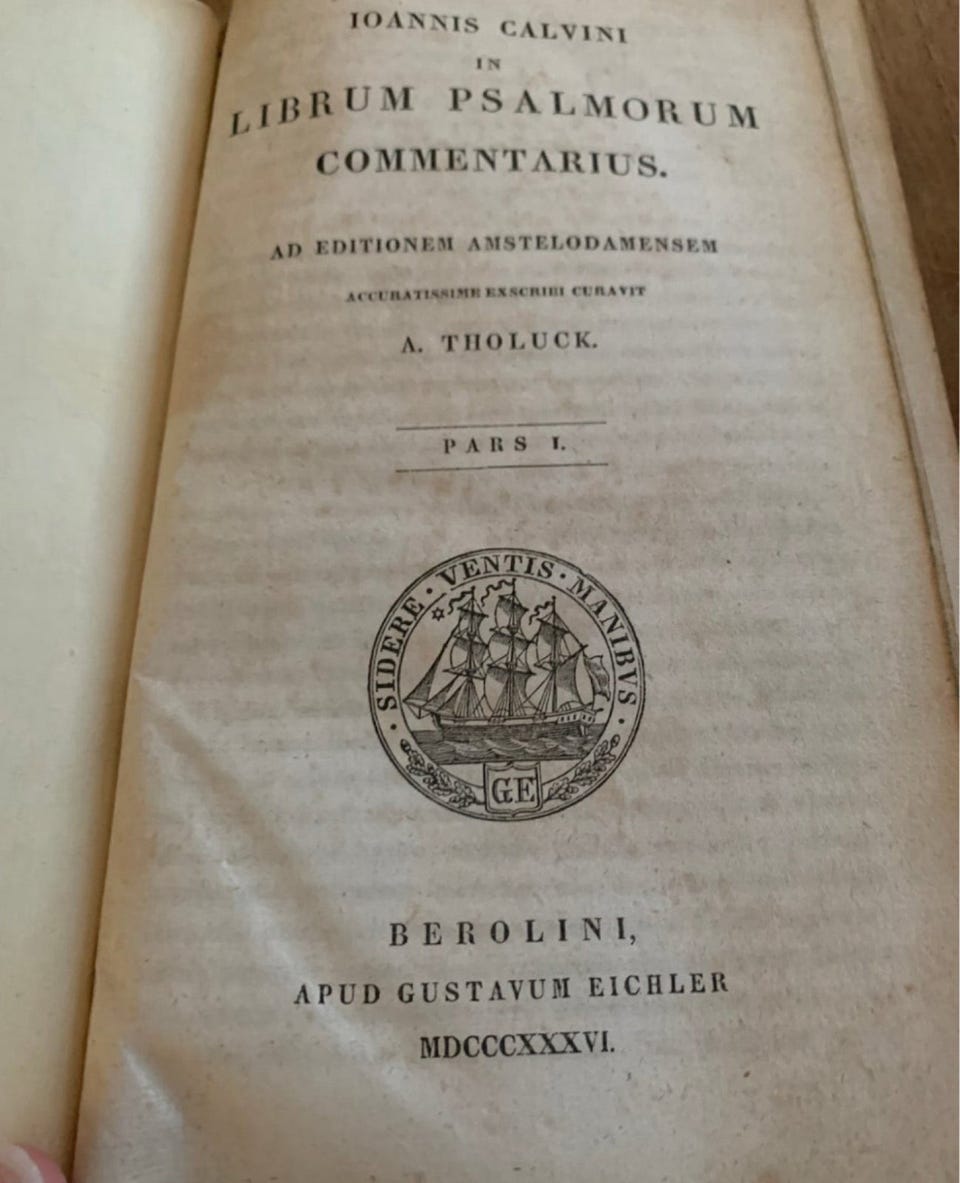 IOANNIS CALVINI
IN
LIBRUM PSALMORUM
COMMENTARIUS.
AD EDITIONEM AMSTELODAMENSEM
ACCURATISSIME EXSCRIBI CURAVIT
A. THOLUCK.
PARS I.
· SIDERE · VENTIS · MANIBVS ·
GE
BEROLINI,
APUD GUSTAVUM EICHLER
MDCCCXXXVI.